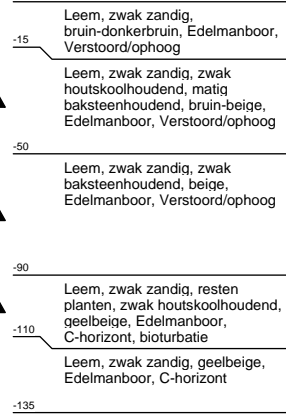 Leem, zwak zandig,
bruin-donkerbruin, Edelmanboor,
Verstoord/ophoog
-15
Leem, zwak zandig, zwak
houtskoolhoudend, matig
baksteenhoudend, bruin-beige,
Edelmanboor, Verstoord/ophoog
-50
Leem, zwak zandig, zwak
baksteenhoudend, beige,
Edelmanboor, Verstoord/ophoog
-90
Leem, zwak zandig, resten
planten, zwak houtskoolhoudend,
geelbeige, Edelmanboor,
C-horizont, bioturbatie
-110
Leem, zwak zandig, geelbeige,
Edelmanboor, C-horizont
-135